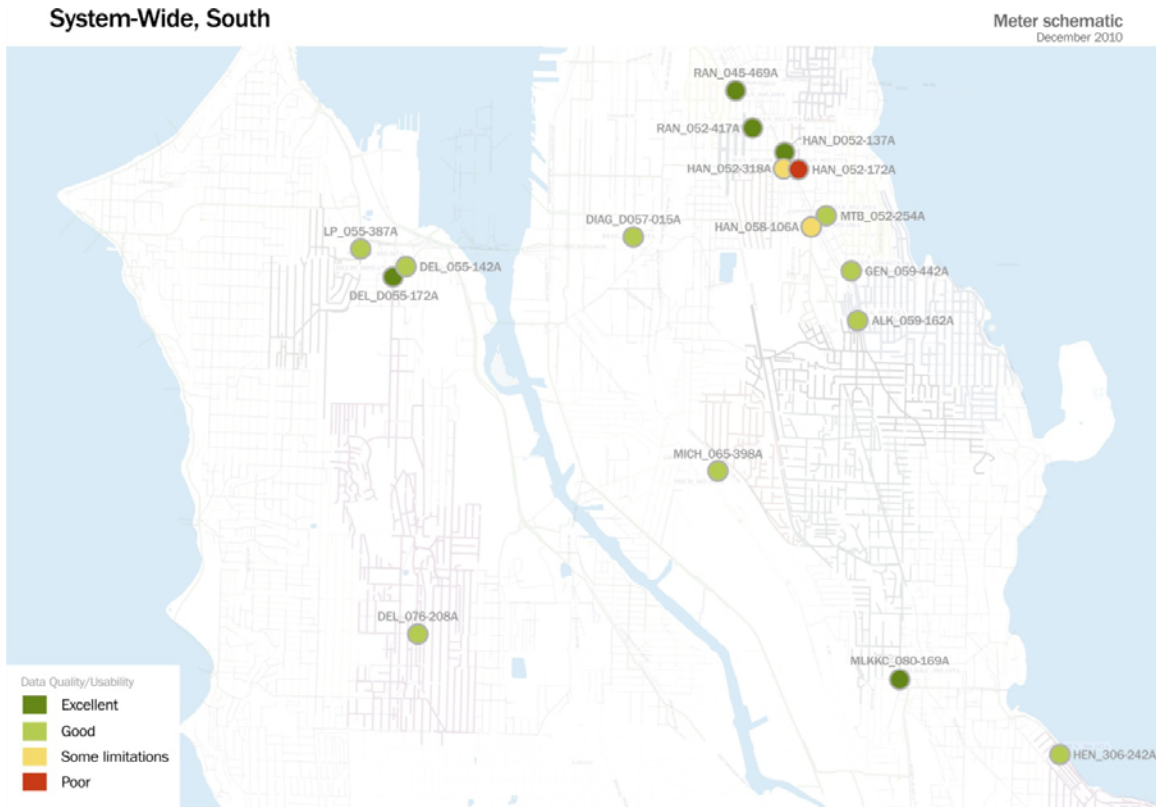 System-Wide, South
Meter schematic
December 2010
RAN_045-469A
RAN_052-417A
HAN_D052-137A
HAN_052-318A
HAN_052-172A
DIAG_D057-015A
MTB_052-254A
HAN_058-106A
LP_055-387A
DEL_055-142A
GEN_059-442A
DEL_D055-172A
ALK_059-162A
MICH_065-398A
DEL_076-208A
MLKKC_080-169A
HEN_306-242A
Data Quality/Usability
Excellent
Good
Some limitations
Poor